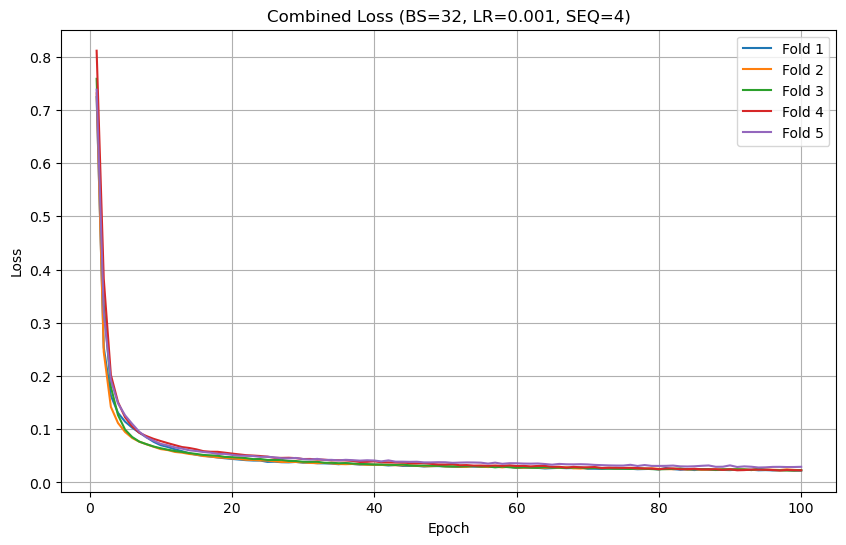 Combined Loss (BS=32, LR=0.001, SEQ=4)
Fold 1
Fold 2
Fold 3
Fold 4
Fold 5
0.8
0.7
0.6
0.5
0.4
0.3
0.2
0.1
0.0
Loss
0 20 40 60 80 100
Epoch